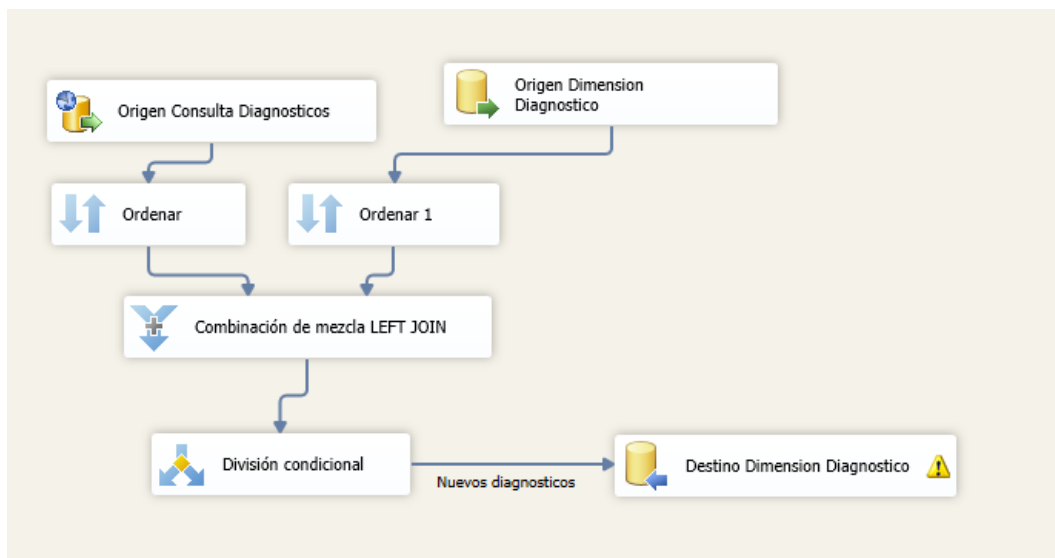 Origen Consulta Diagnosticos
Origen Dimension
Diagnostico
Ordenar
Ordenar 1
Combinación de mezcla LEFT JOIN
División condicional
Nuevos diagnosticos
Destino Dimension Diagnostico